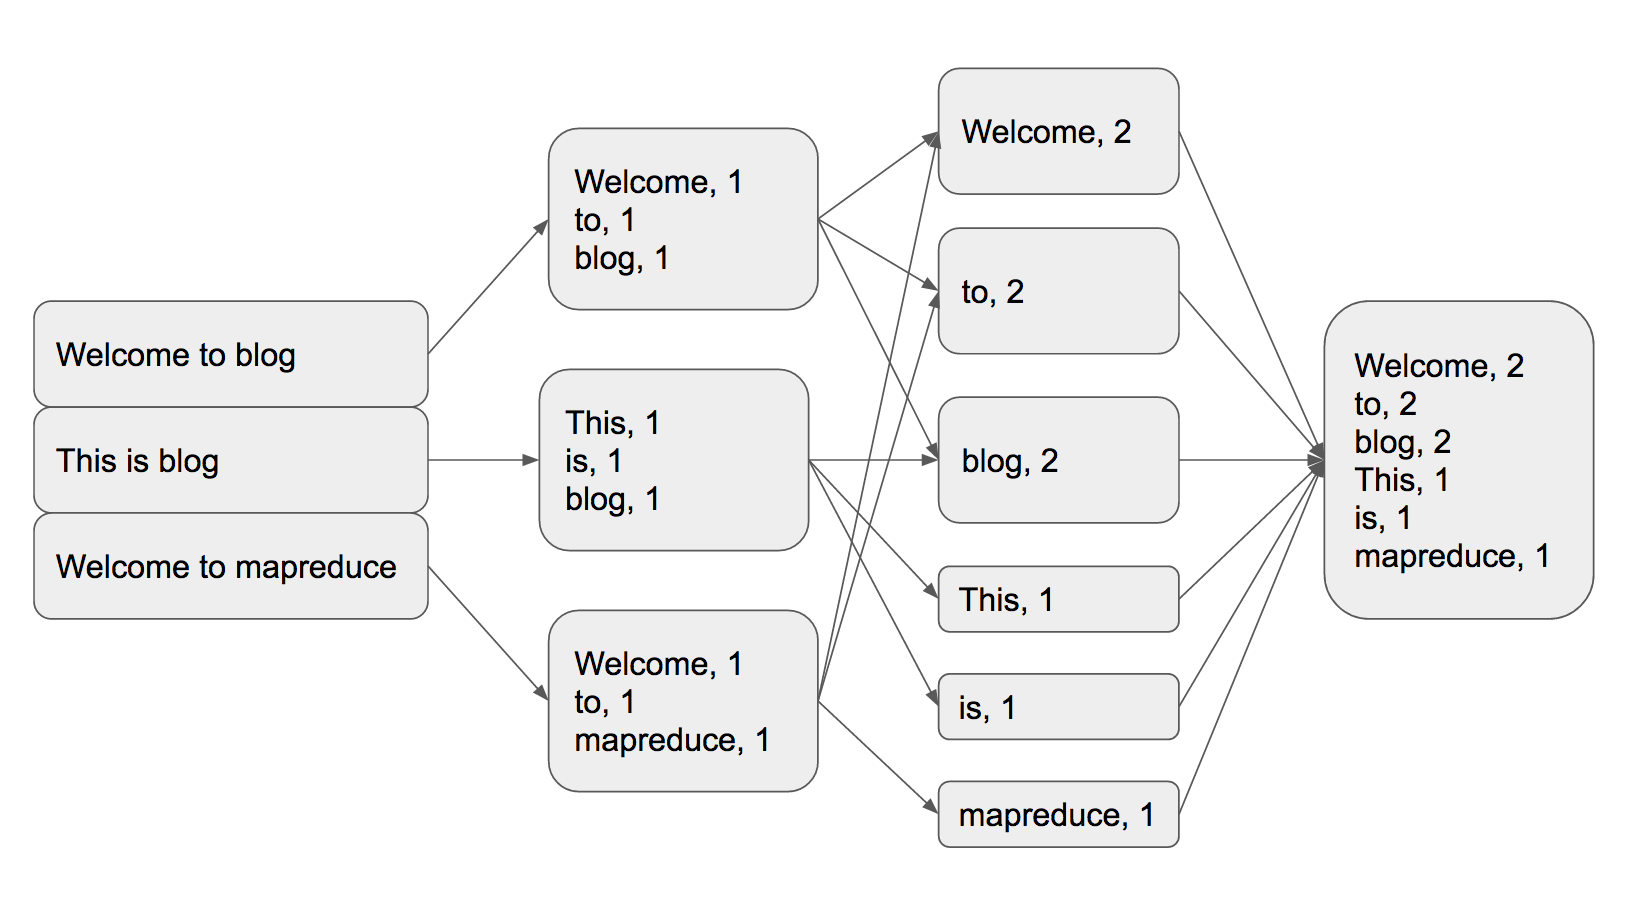 Welcome to blog
This is blog
Welcome to mapreduce
Welcome, 1
to, 1
blog, 1
This, 1
is, 1
blog, 1
Welcome, 1
to, 1
mapreduce, 1
Welcome, 2
to, 2
blog, 2
This, 1
is, 1
mapreduce, 1
Welcome, 2
to, 2
blog, 2
This, 1
is, 1
mapreduce, 1